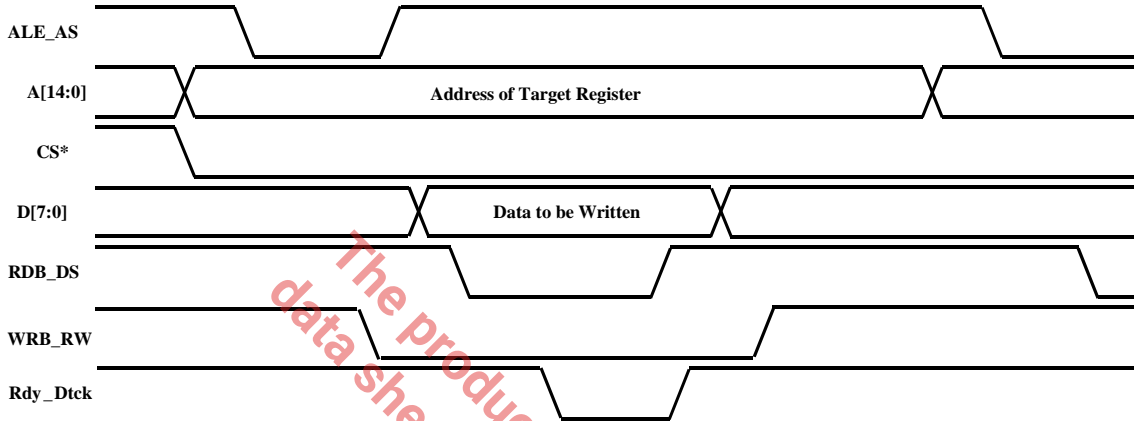 ALE_AS
A[14:0]
Address of Target Register
CS*
D[7:0]
Data to be Written
RDB_DS
WRB_RW
Rdy_Dtck
The produc
data she